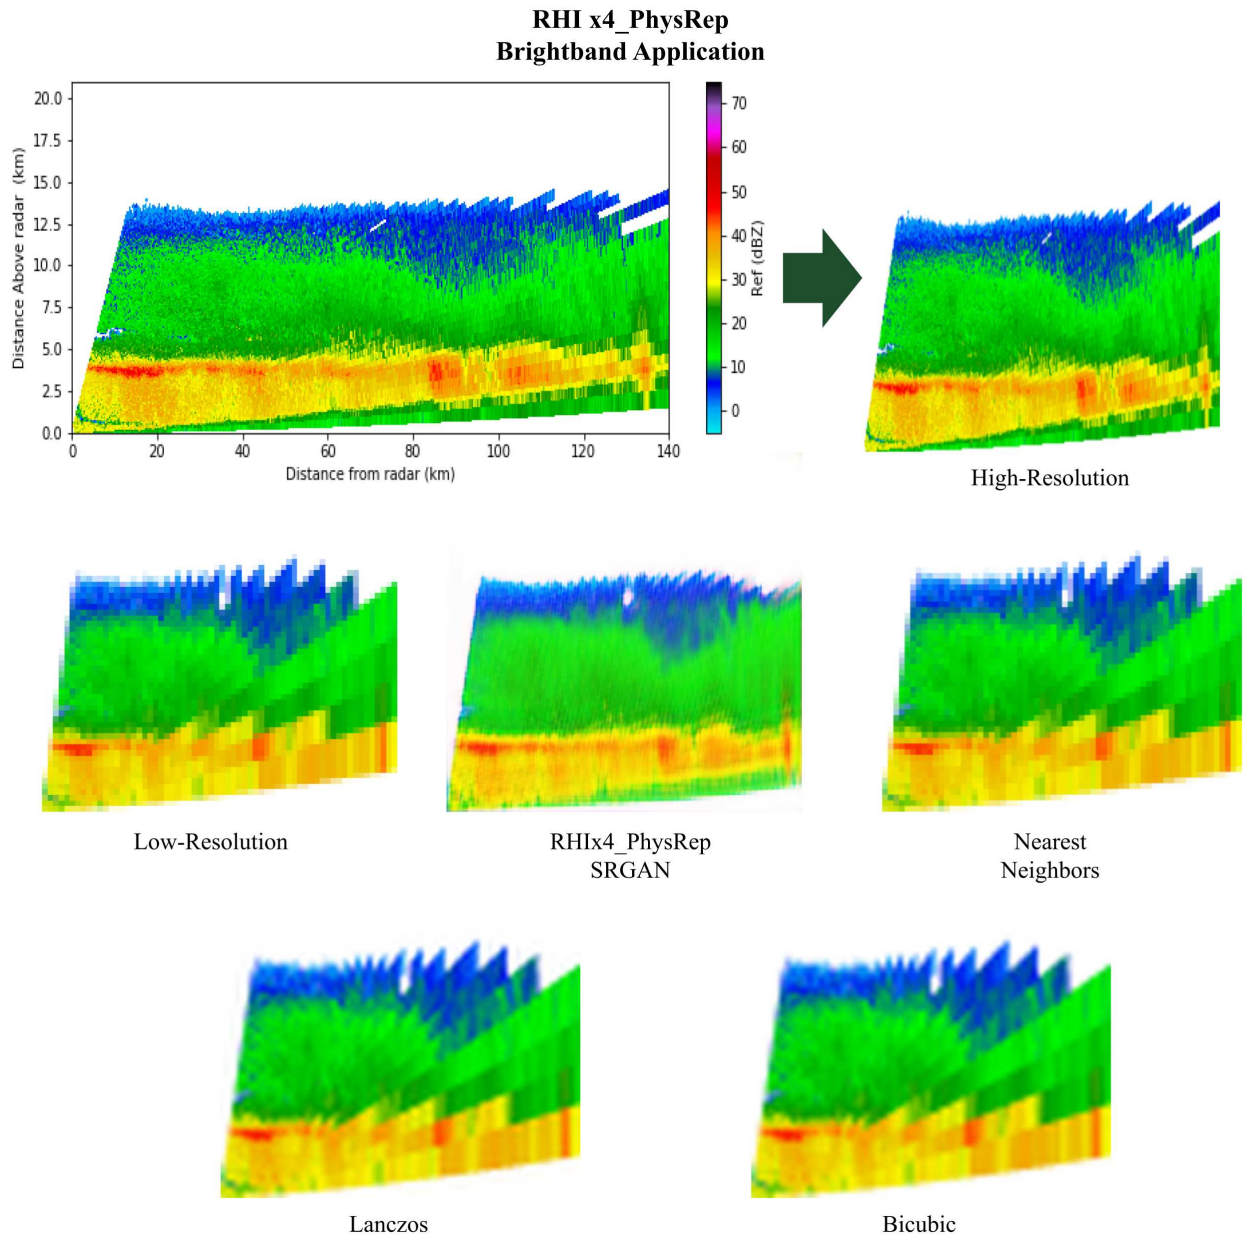 RHI x4_PhysRep
Brightband Application
20.0
17.5
15.0
12.5
10.0
7.5
5.0
2.5
0.0
Distance Above radar (km)
0 20 40 60 80 100 120 140
Distance from radar (km)
70
60
50
40
30
20
10
0
Ref (dBZ)
High-Resolution
Low-Resolution
RHIx4_PhysRep
SRGAN
Nearest
Neighbors
Lanczos
Bicubic